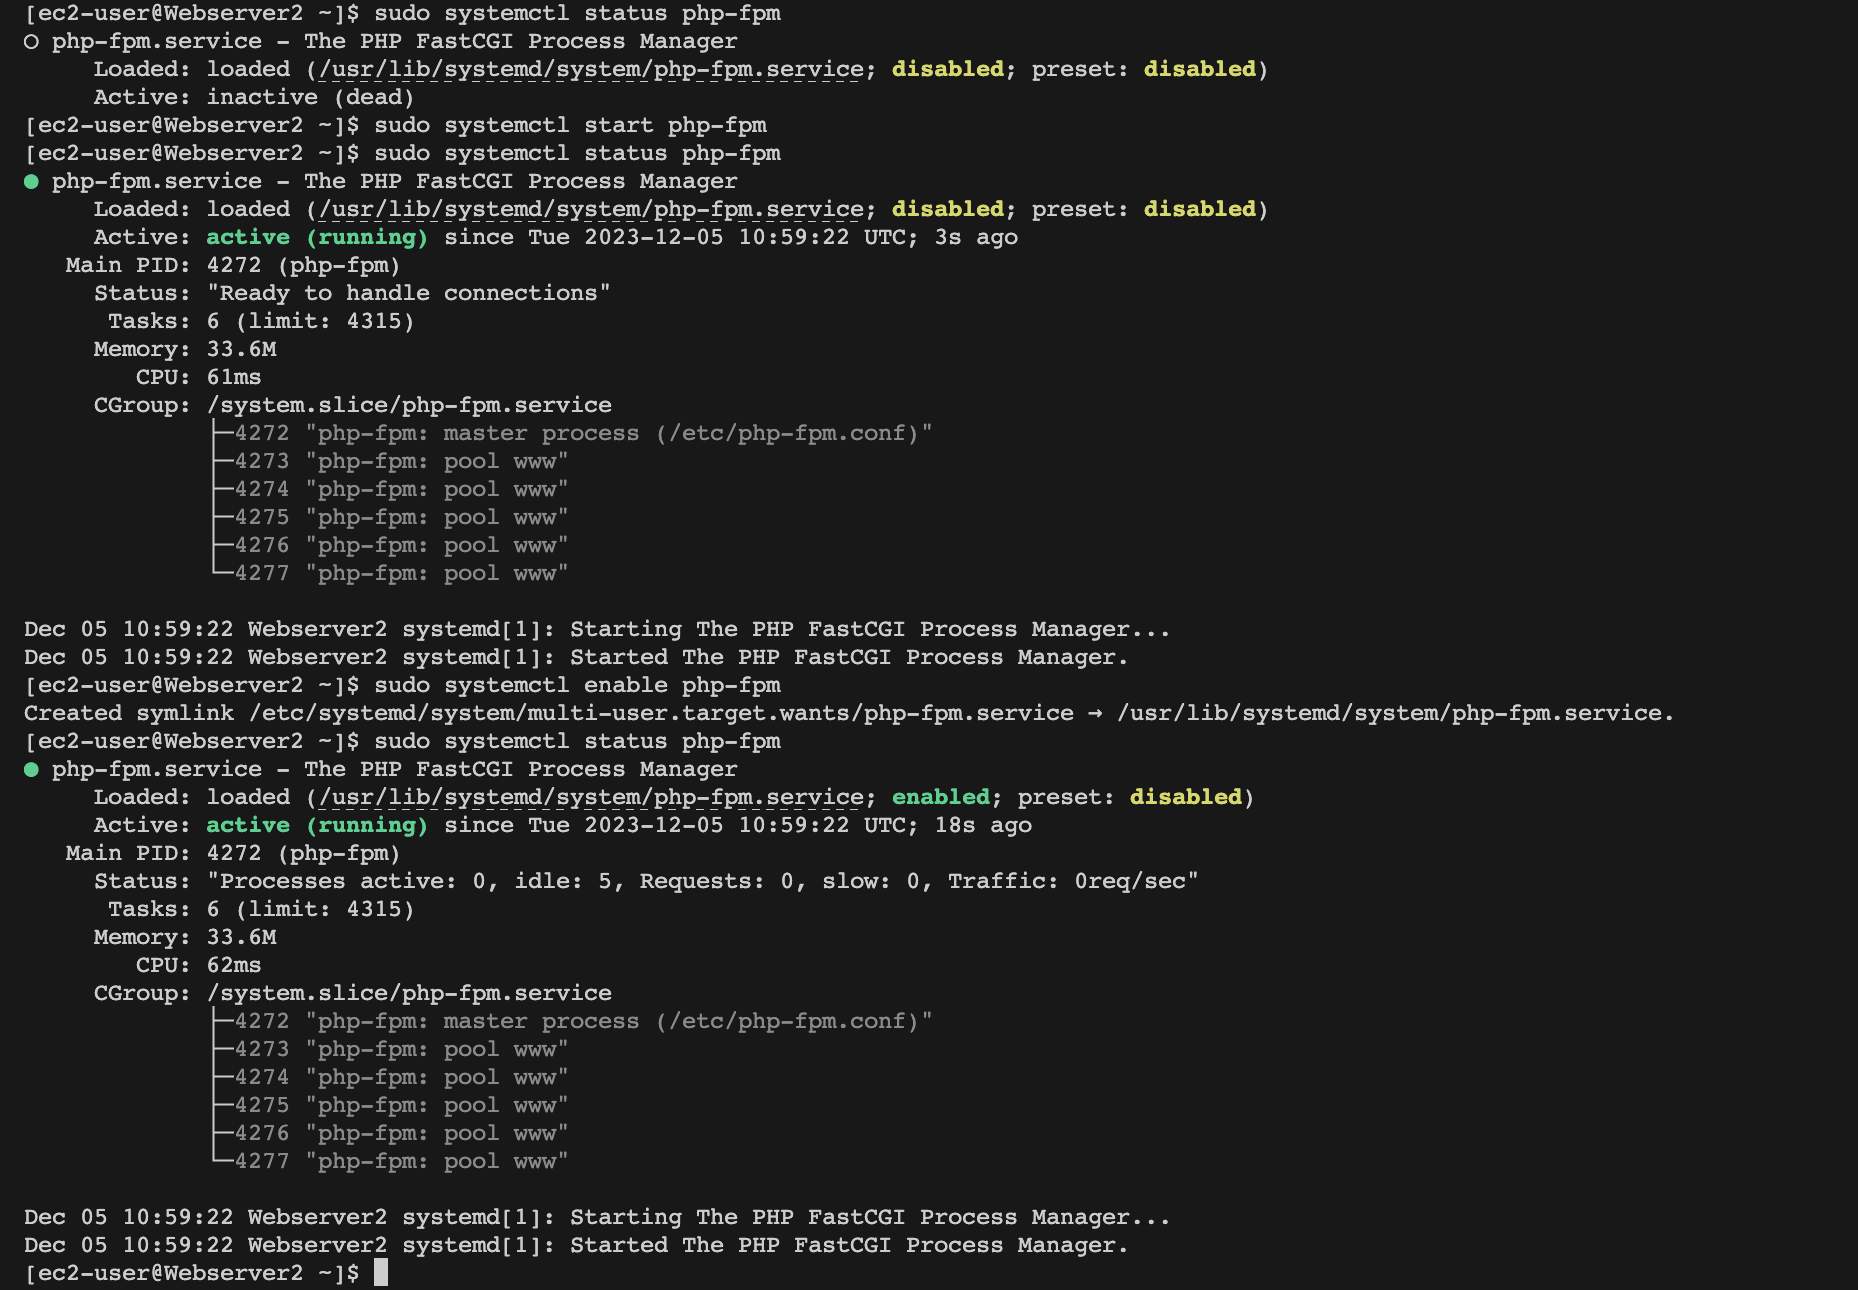 [ec2-user@Webserver2 ~]$ sudo systemctl status php-fpm
○ php-fpm.service - The PHP FastCGI Process Manager
     Loaded: loaded (/usr/lib/systemd/system/php-fpm.service; disabled; preset: disabled)
     Active: inactive (dead)
[ec2-user@Webserver2 ~]$ sudo systemctl start php-fpm
[ec2-user@Webserver2 ~]$ sudo systemctl status php-fpm
● php-fpm.service - The PHP FastCGI Process Manager
     Loaded: loaded (/usr/lib/systemd/system/php-fpm.service; disabled; preset: disabled)
     Active: active (running) since Tue 2023-12-05 10:59:22 UTC; 3s ago
   Main PID: 4272 (php-fpm)
     Status: "Ready to handle connections"
      Tasks: 6 (limit: 4315)
     Memory: 33.6M
        CPU: 61ms
     CGroup: /system.slice/php-fpm.service
             ├─4272 "php-fpm: master process (/etc/php-fpm.conf)"
             ├─4273 "php-fpm: pool www"
             ├─4274 "php-fpm: pool www"
             ├─4275 "php-fpm: pool www"
             ├─4276 "php-fpm: pool www"
             └─4277 "php-fpm: pool www"

Dec 05 10:59:22 Webserver2 systemd[1]: Starting The PHP FastCGI Process Manager...
Dec 05 10:59:22 Webserver2 systemd[1]: Started The PHP FastCGI Process Manager.
[ec2-user@Webserver2 ~]$ sudo systemctl enable php-fpm
Created symlink /etc/systemd/system/multi-user.target.wants/php-fpm.service → /usr/lib/systemd/system/php-fpm.service.
[ec2-user@Webserver2 ~]$ sudo systemctl status php-fpm
● php-fpm.service - The PHP FastCGI Process Manager
     Loaded: loaded (/usr/lib/systemd/system/php-fpm.service; enabled; preset: disabled)
     Active: active (running) since Tue 2023-12-05 10:59:22 UTC; 18s ago
   Main PID: 4272 (php-fpm)
     Status: "Processes active: 0, idle: 5, Requests: 0, slow: 0, Traffic: 0req/sec"
      Tasks: 6 (limit: 4315)
     Memory: 33.6M
        CPU: 62ms
     CGroup: /system.slice/php-fpm.service
             ├─4272 "php-fpm: master process (/etc/php-fpm.conf)"
             ├─4273 "php-fpm: pool www"
             ├─4274 "php-fpm: pool www"
             ├─4275 "php-fpm: pool www"
             ├─4276 "php-fpm: pool www"
             └─4277 "php-fpm: pool www"

Dec 05 10:59:22 Webserver2 systemd[1]: Starting The PHP FastCGI Process Manager...
Dec 05 10:59:22 Webserver2 systemd[1]: Started The PHP FastCGI Process Manager.
[ec2-user@Webserver2 ~]$